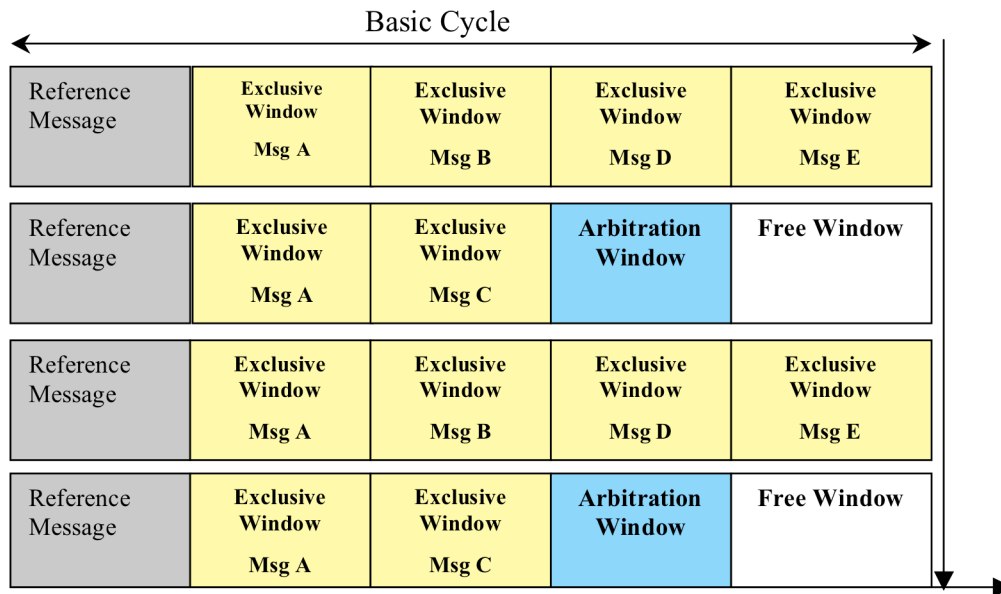 Basic Cycle
Reference
Message
Exclusive
Window
Msg A
Exclusive
Window
Msg B
Exclusive
Window
Msg D
Exclusive
Window
Msg E
Reference
Message
Exclusive
Window
Msg A
Exclusive
Window
Msg C
Arbitration
Window
Free Window
Reference
Message
Exclusive
Window
Msg A
Exclusive
Window
Msg B
Exclusive
Window
Msg D
Exclusive
Window
Msg E
Reference
Message
Exclusive
Window
Msg A
Exclusive
Window
Msg C
Arbitration
Window
Free Window